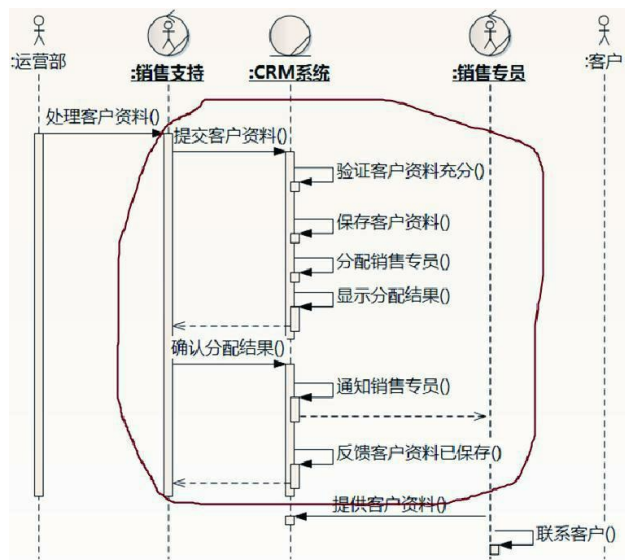 :运营部
:销售支持
:CRM系统
:销售专员
:客户
处理客户资料()
提交客户资料()
验证客户资料充分()
保存客户资料()
分配销售专员()
显示分配结果()
确认分配结果()
通知销售专员()
反馈客户资料已保存()
提供客户资料()
联系客户()